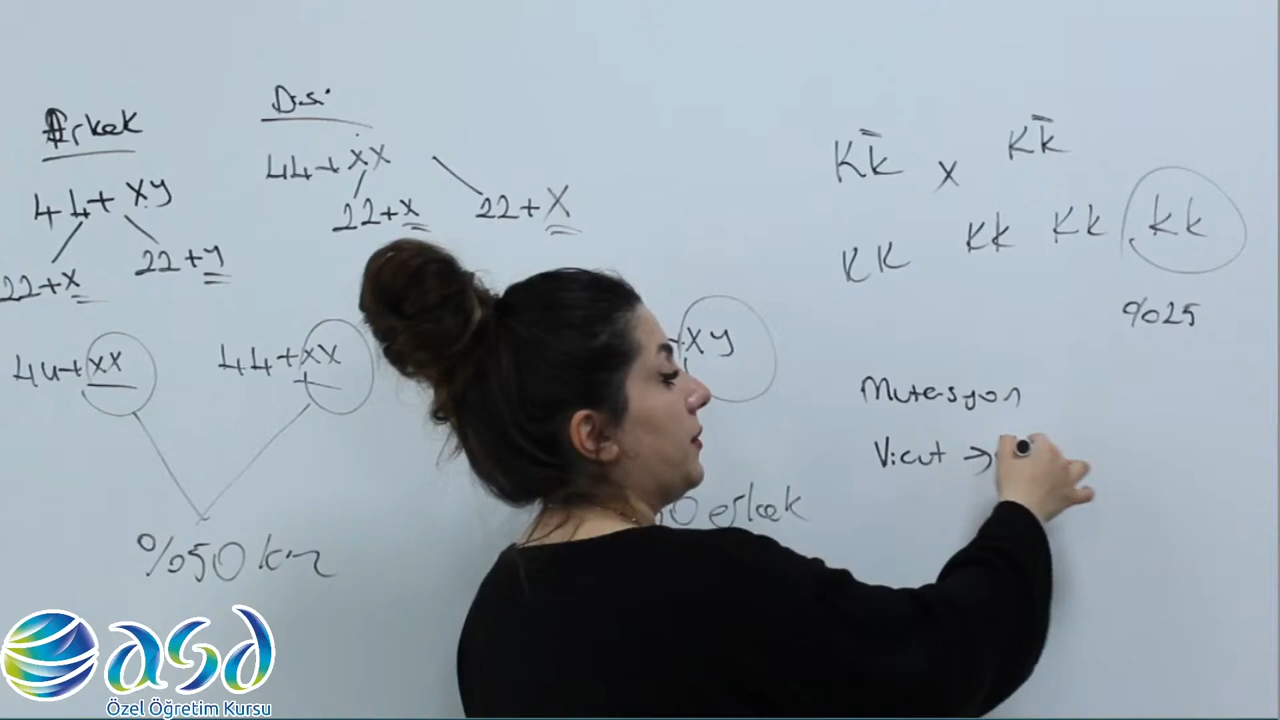 Erkek
44+xy
22+x 22+y
Dişi
44+xx
22+x 22+X
44+xx 44+xx xy
%50 kız
erkek
Kk x Kk
KK Kk Kk kk
%25
Mutasyon
Vücut →
asd
Özel Öğretim Kursu